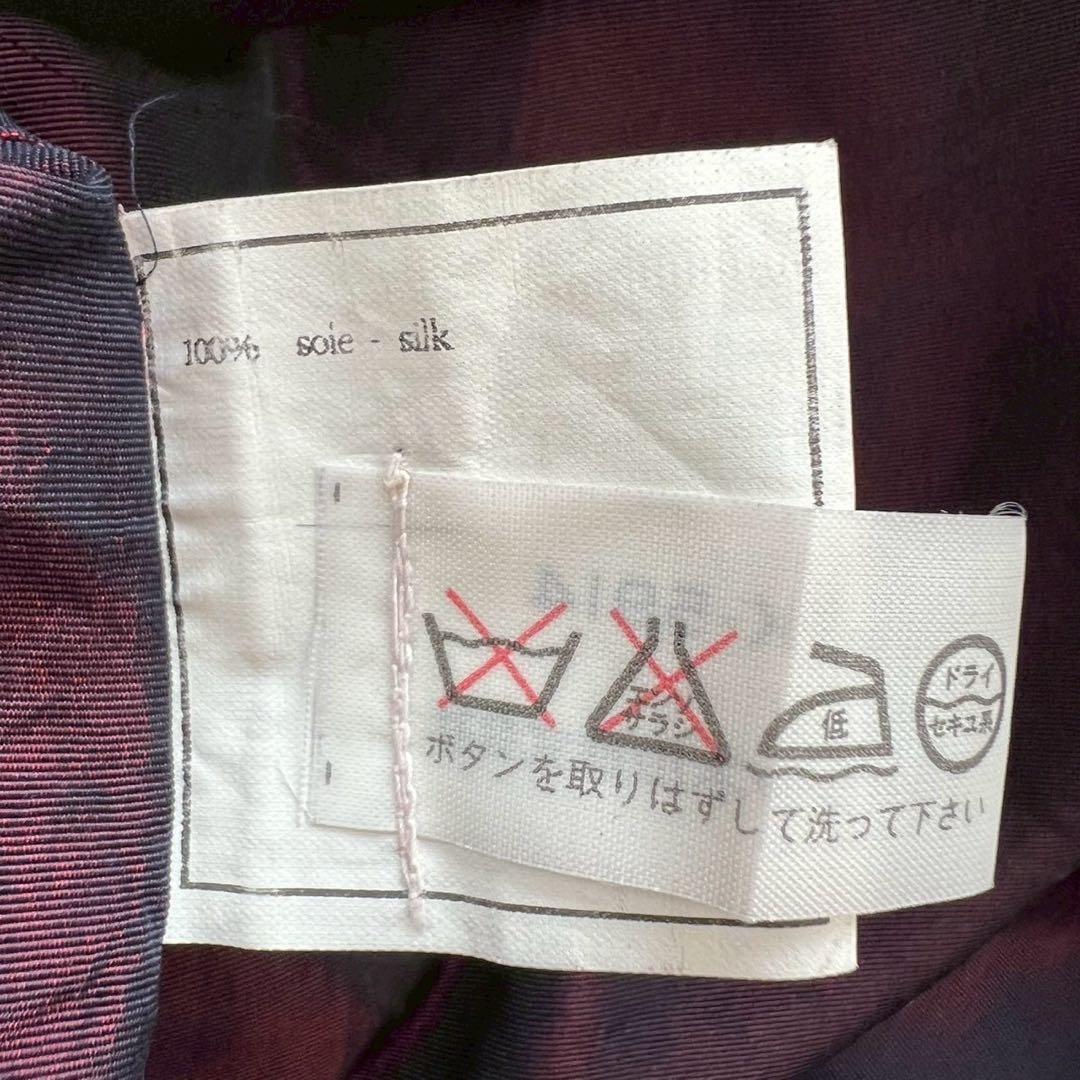 100% soie - silk
エンソ
サラシ
低
ドライ
セキユ系
ボタンを取りはずして洗って下さい